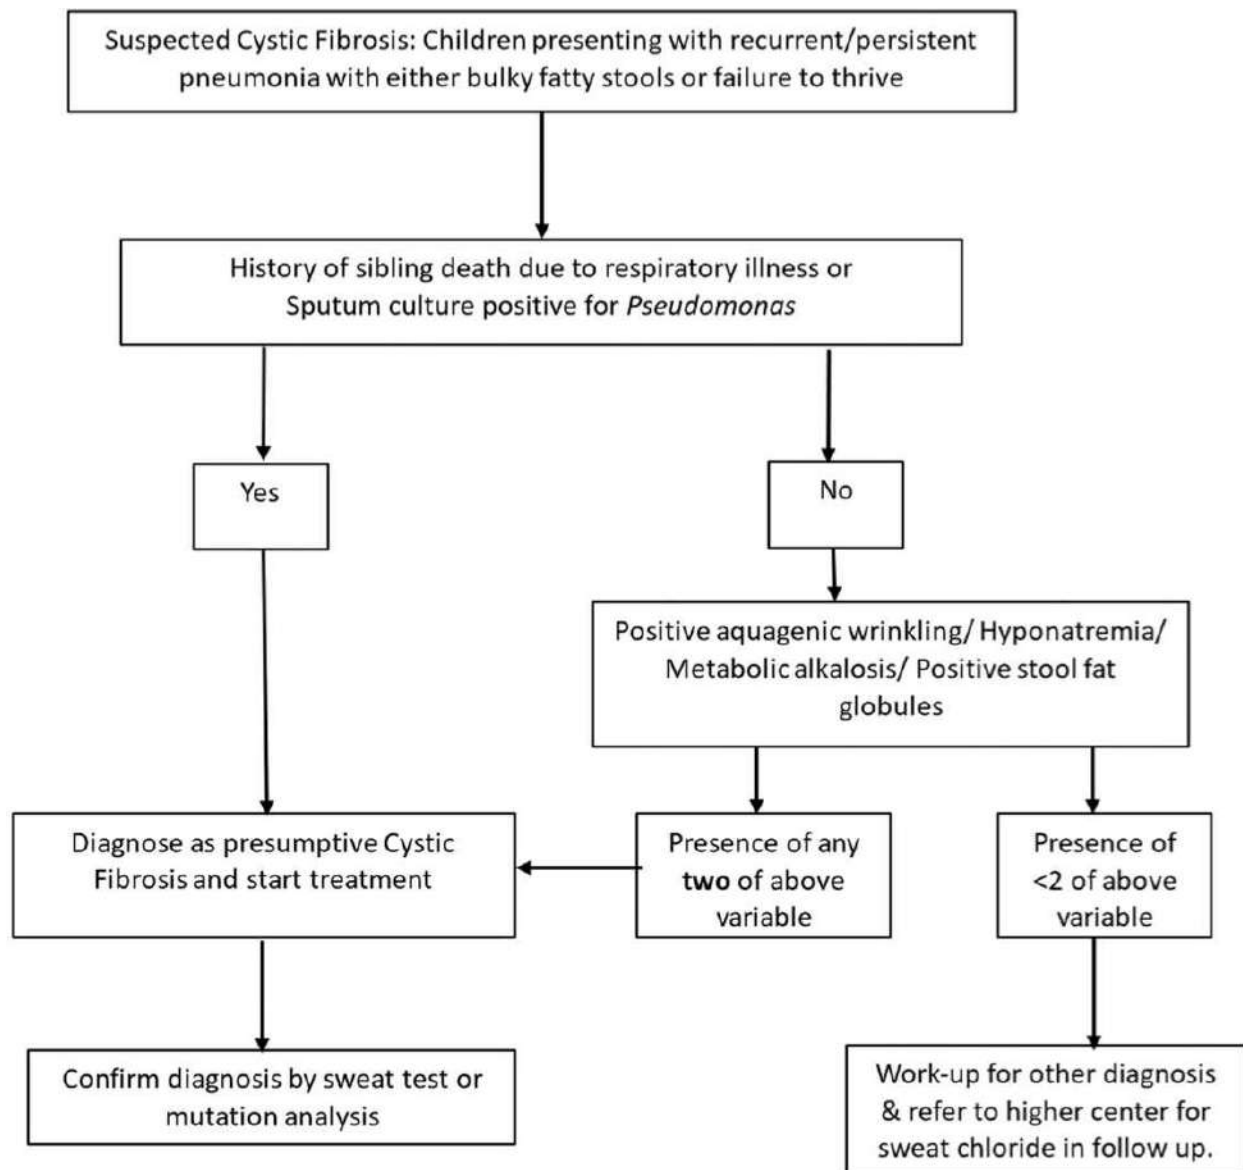 Suspected Cystic Fibrosis: Children presenting with recurrent/persistent
pneumonia with either bulky fatty stools or failure to thrive
History of sibling death due to respiratory illness or
Sputum culture positive for Pseudomonas
Yes
No
Positive aquagenic wrinkling/ Hyponatremia/
Metabolic alkalosis/ Positive stool fat
globules
Diagnose as presumptive Cystic
Fibrosis and start treatment
Presence of any
two of above
variable
Presence of
<2 of above
variable
Confirm diagnosis by sweat test or
mutation analysis
Work-up for other diagnosis
& refer to higher center for
sweat chloride in follow up.